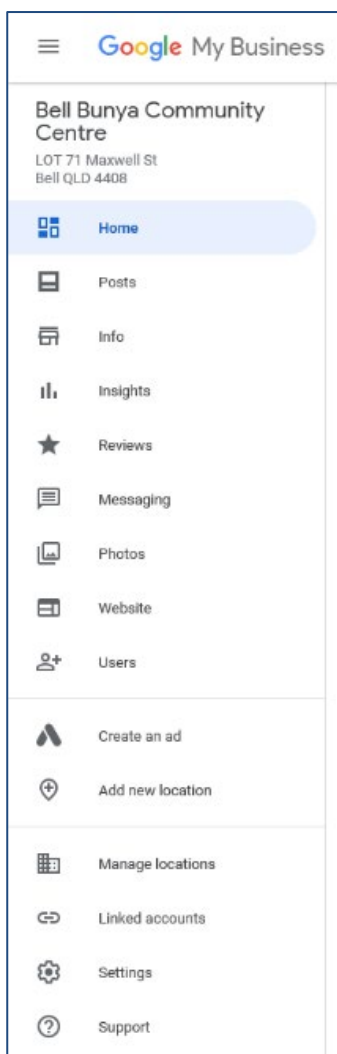 Google My Business
Bell Bunya Community
Centre
LOT 71 Maxwell St
Bell QLD 4408
Home
Posts
Info
Insights
Reviews
Messaging
Photos
Website
Users
Create an ad
Add new location
Manage locations
Linked accounts
Settings
Support